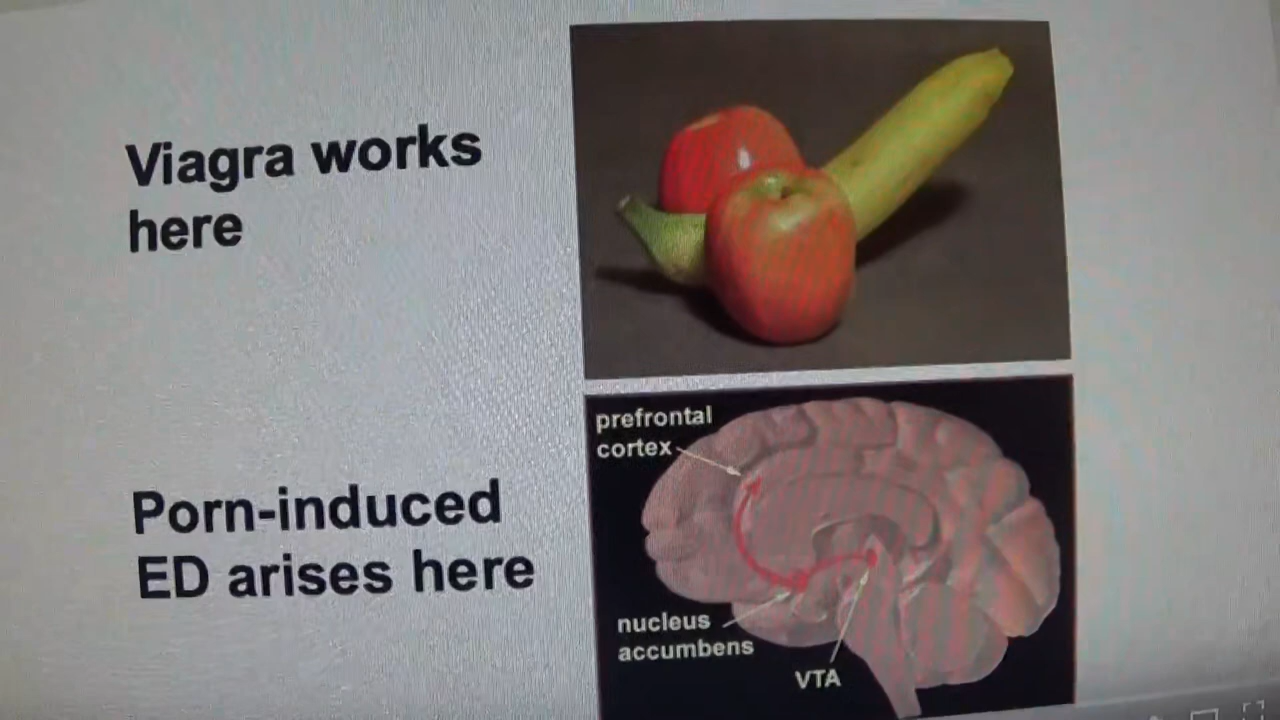 Viagra works
here
prefrontal
cortex
Porn-induced
ED arises here
nucleus
accumbens
VTA